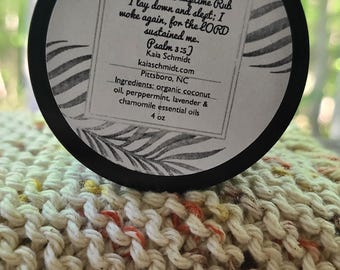 Rub
I lay down and slept; I
woke again, for the LORD
sustained me.
(Psalm 3:5)
Kaia Schmidt
kaiaschmidt.com
Pittsboro, NC
Ingredients: organic coconut
oil, perppermint, lavender &
chamomile essential oils
4 oz